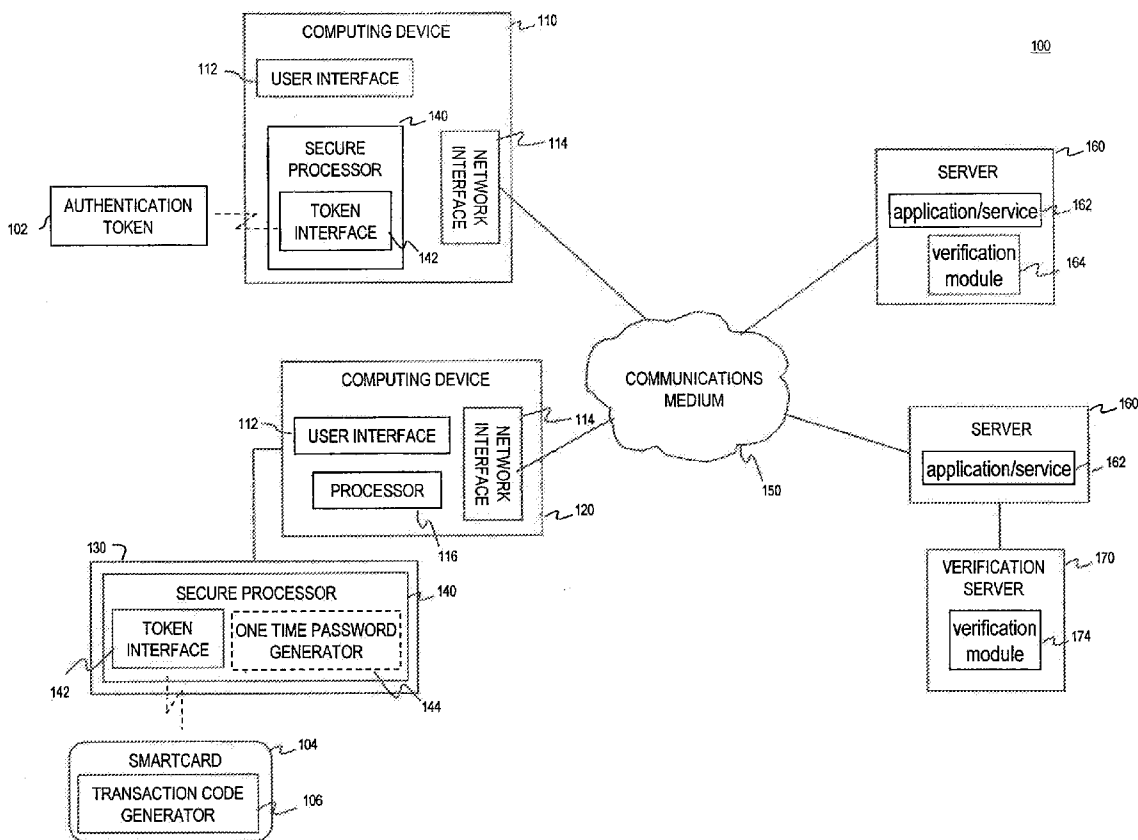 100
COMPUTING DEVICE
110
112
USER INTERFACE
140
SECURE
PROCESSOR
TOKEN
INTERFACE
142
114
NETWORK
INTERFACE
102
AUTHENTICATION
TOKEN
160
SERVER
application/service
162
verification
module
164
COMMUNICATIONS
MEDIUM
150
COMPUTING DEVICE
112
USER INTERFACE
114
NETWORK
INTERFACE
PROCESSOR
116
120
160
SERVER
application/service
162
130
SECURE PROCESSOR
140
TOKEN
INTERFACE
142
ONE TIME PASSWORD
GENERATOR
144
VERIFICATION
SERVER
170
verification
module
174
SMARTCARD
104
TRANSACTION CODE
GENERATOR
106